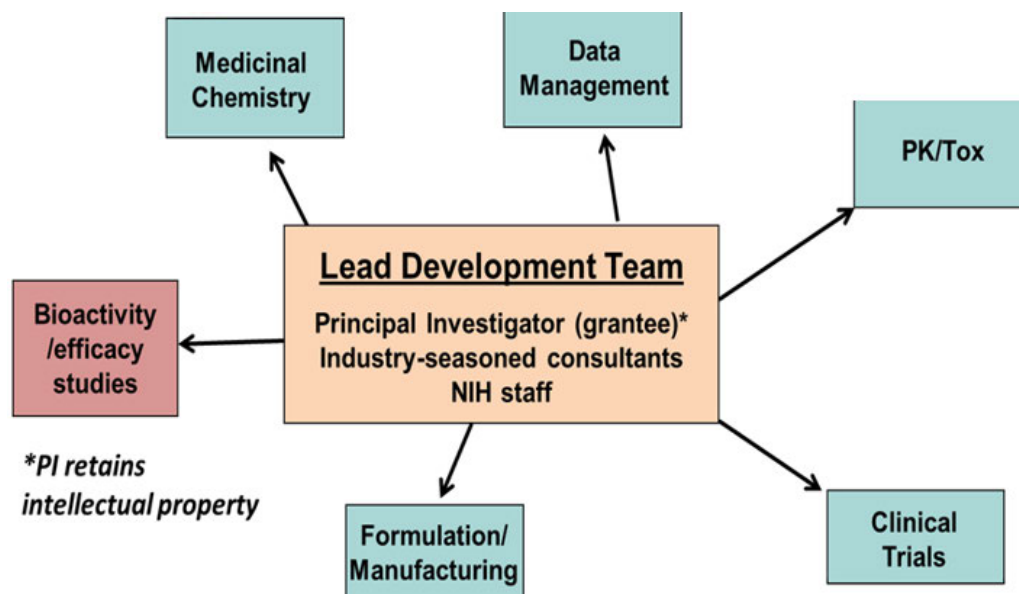 Medicinal
Chemistry
Data
Management
PK/Tox
Lead Development Team
Principal Investigator (grantee)*
Industry-seasoned consultants
NIH staff
Bioactivity
/efficacy
studies
*PI retains
intellectual property
Formulation/
Manufacturing
Clinical
Trials